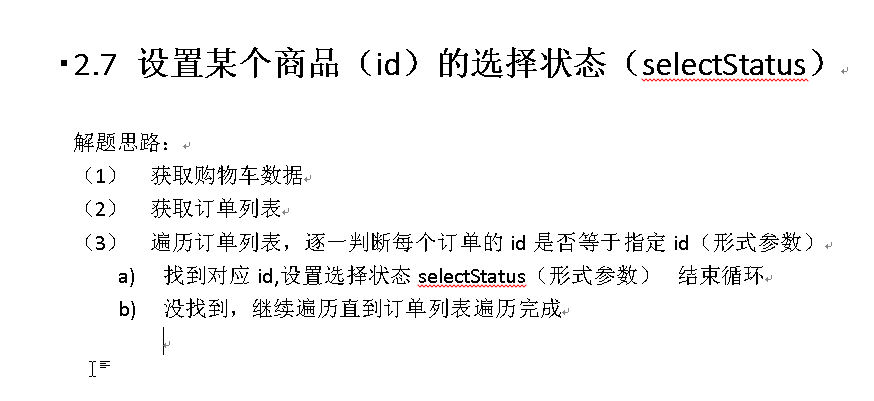 2.7 设置某个商品（id）的选择状态（selectStatus）
解题思路：
（1） 获取购物车数据
（2） 获取订单列表
（3） 遍历订单列表，逐一判断每个订单的 id 是否等于指定 id（形式参数）
a) 找到对应 id,设置选择状态 selectStatus（形式参数） 结束循环
b) 没找到，继续遍历直到订单列表遍历完成